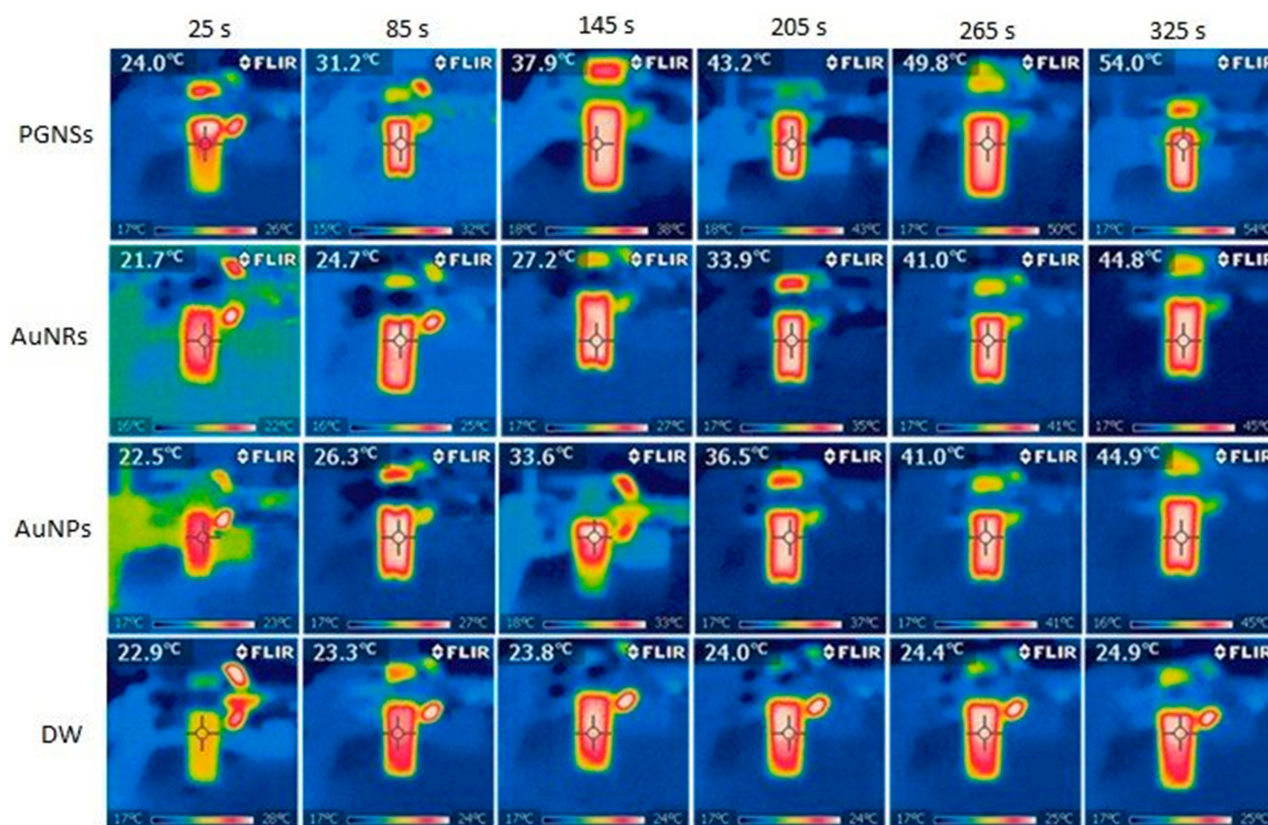 25 s 85 s 145 s 205 s 265 s 325 s
PGNSs
24.0°C FLIR 31.2°C FLIR 37.9°C FLIR 43.2°C FLIR 49.8°C FLIR 54.0°C FLIR
17°C 26°C 15°C 32°C 18°C 38°C 18°C 43°C 17°C 50°C 17°C 54°C
AuNRs
21.7°C FLIR 24.7°C FLIR 27.2°C FLIR 33.9°C FLIR 41.0°C FLIR 44.8°C FLIR
16°C 22°C 16°C 25°C 17°C 27°C 17°C 35°C 17°C 41°C 17°C 45°C
AuNPs
22.5°C FLIR 26.3°C FLIR 33.6°C FLIR 36.5°C FLIR 41.0°C FLIR 44.9°C FLIR
17°C 23°C 17°C 27°C 18°C 33°C 17°C 37°C 17°C 41°C 16°C 45°C
DW
22.9°C FLIR 23.3°C FLIR 23.8°C FLIR 24.0°C FLIR 24.4°C FLIR 24.9°C FLIR
17°C 28°C 17°C 24°C 17°C 24°C 17°C 24°C 17°C 25°C 17°C 25°C